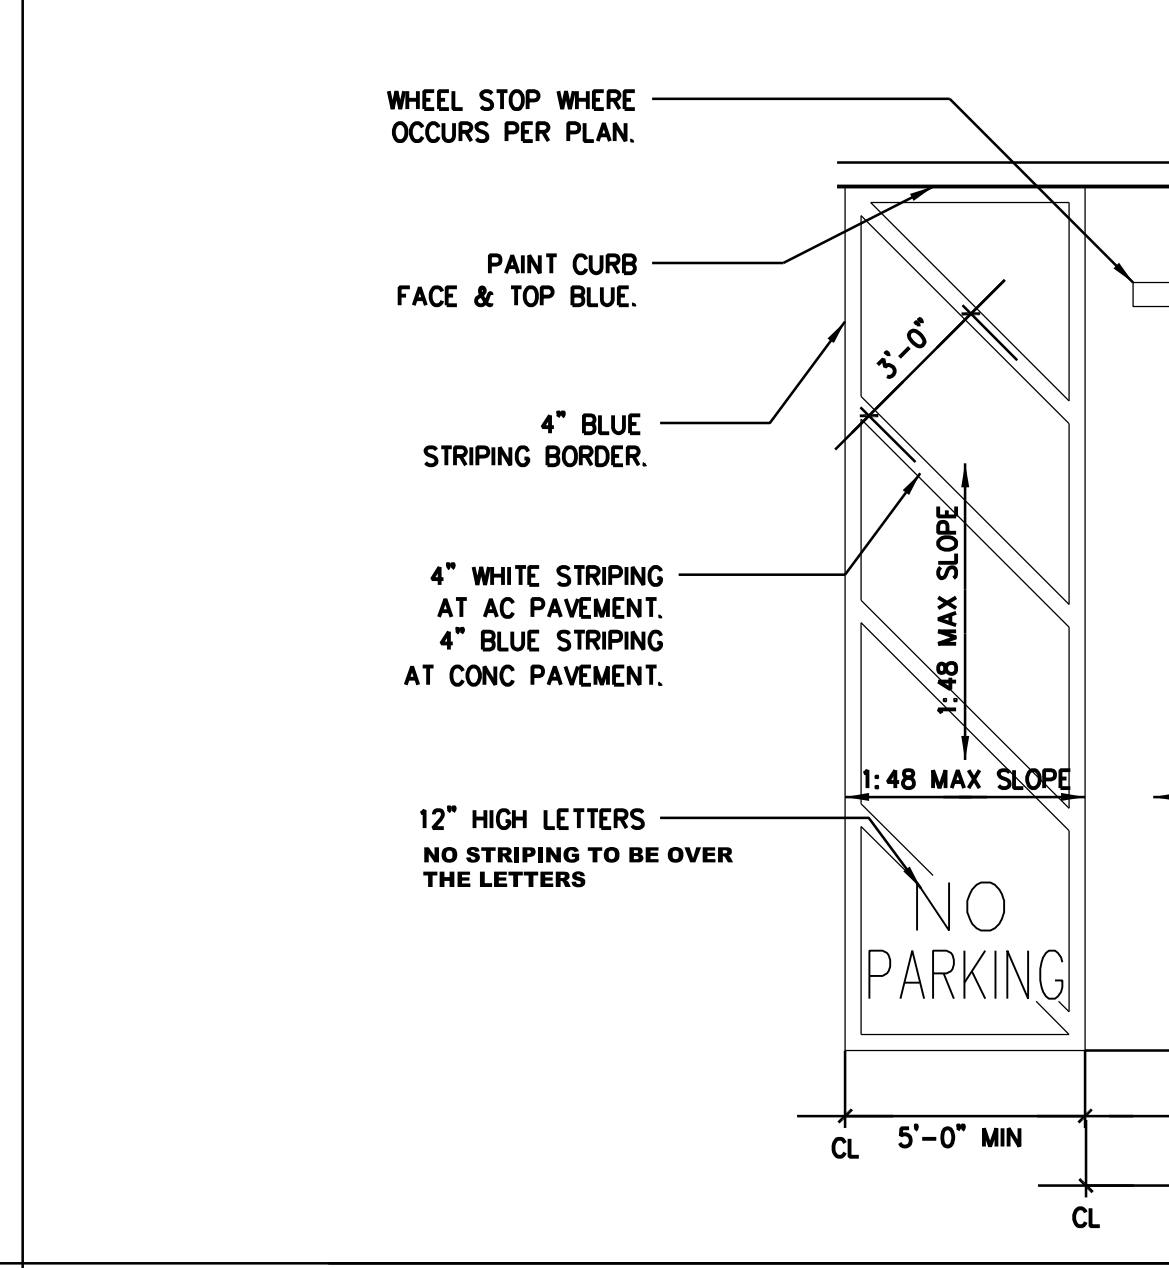 WHEEL STOP WHERE
OCCURS PER PLAN.
PAINT CURB
FACE & TOP BLUE.
3'-0"
4" BLUE
STRIPING BORDER.
4" WHITE STRIPING
AT AC PAVEMENT.
4" BLUE STRIPING
AT CONC PAVEMENT.
1:48 MAX SLOPE
1:48 MAX SLOPE
12" HIGH LETTERS
NO STRIPING TO BE OVER
THE LETTERS
NO
PARKING
5'-0" MIN
CL
CL